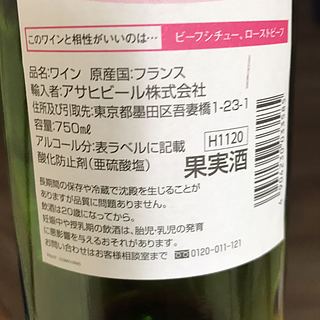 このワインと相性がいいのは… ビーフシチュー、ローストビーフ
品名:ワイン 原産国:フランス
輸入者:アサヒビール株式会社
住所及び引取先:東京都墨田区吾妻橋1-23-1
容量:750㎖
アルコール分:表ラベルに記載
酸化防止剤(亜硫酸塩)
H1120
果実酒
長期間の保存や冷蔵で沈殿を生じることが
ありますが品質に問題ありません。
飲酒は20歳になってから。
妊娠中や授乳期の飲酒は、胎児・乳児の発育
に悪影響を与えるおそれがあります。
お問い合わせはお客様相談室まで 0120-011-121